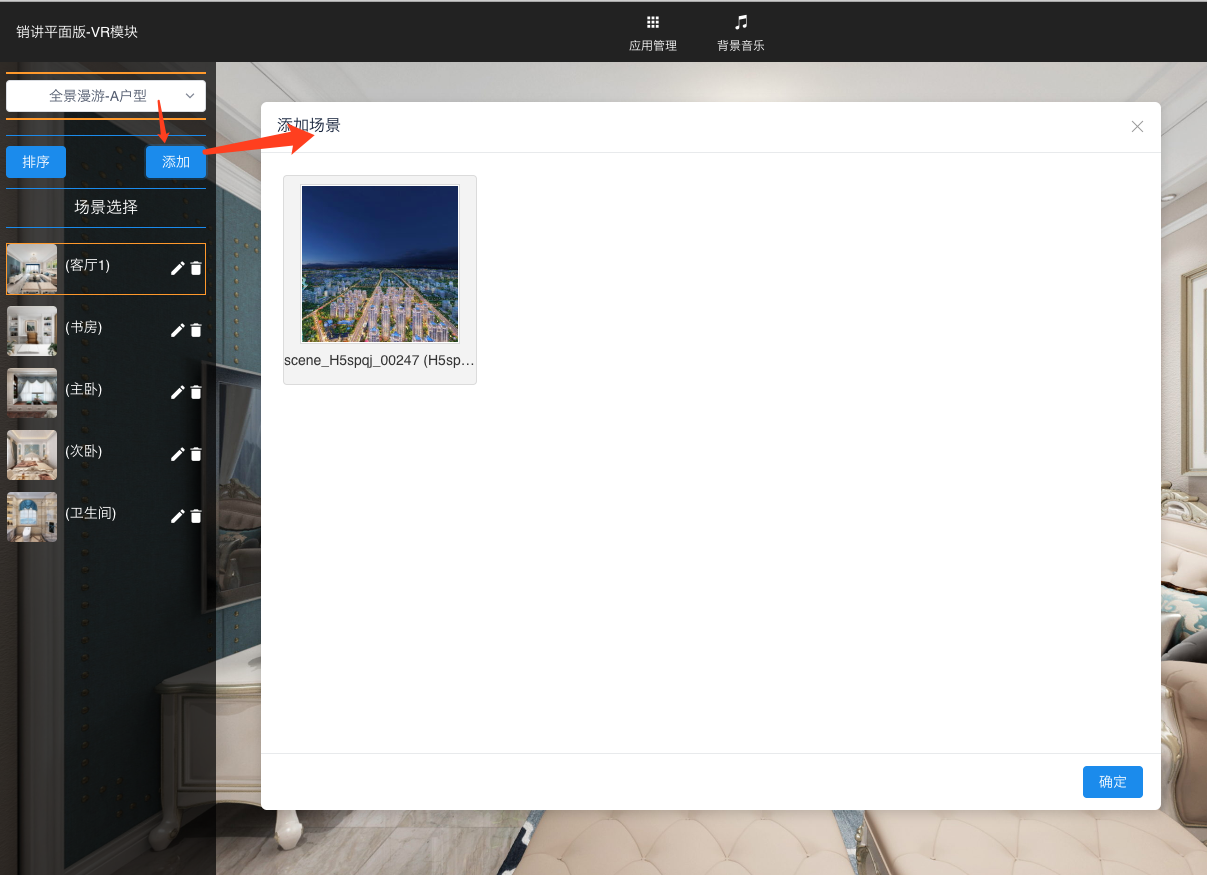 销讲平面版-VR模块
应用管理
背景音乐
全景漫游-A户型
排序
添加
场景选择
(客厅1)
(书房)
(主卧)
(次卧)
(卫生间)
添加场景
scene_H5spqj_00247 (H5sp...
确定